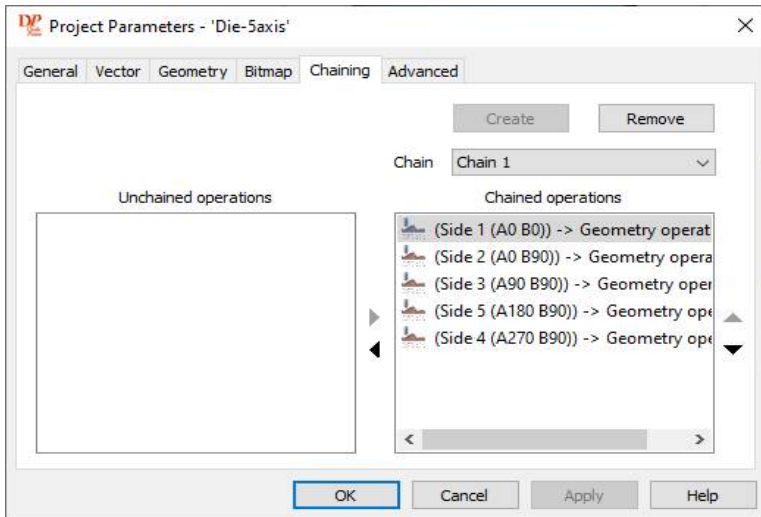 Project Parameters - 'Die-5axis'
General Vector Geometry Bitmap Chaining Advanced
Create Remove
Chain Chain 1
Unchained operations Chained operations
(Side 1 (A0 B0)) -> Geometry operat
(Side 2 (A0 B90)) -> Geometry opera
(Side 3 (A90 B90)) -> Geometry oper
(Side 5 (A180 B90)) -> Geometry ope
(Side 4 (A270 B90)) -> Geometry ope
OK Cancel Apply Help